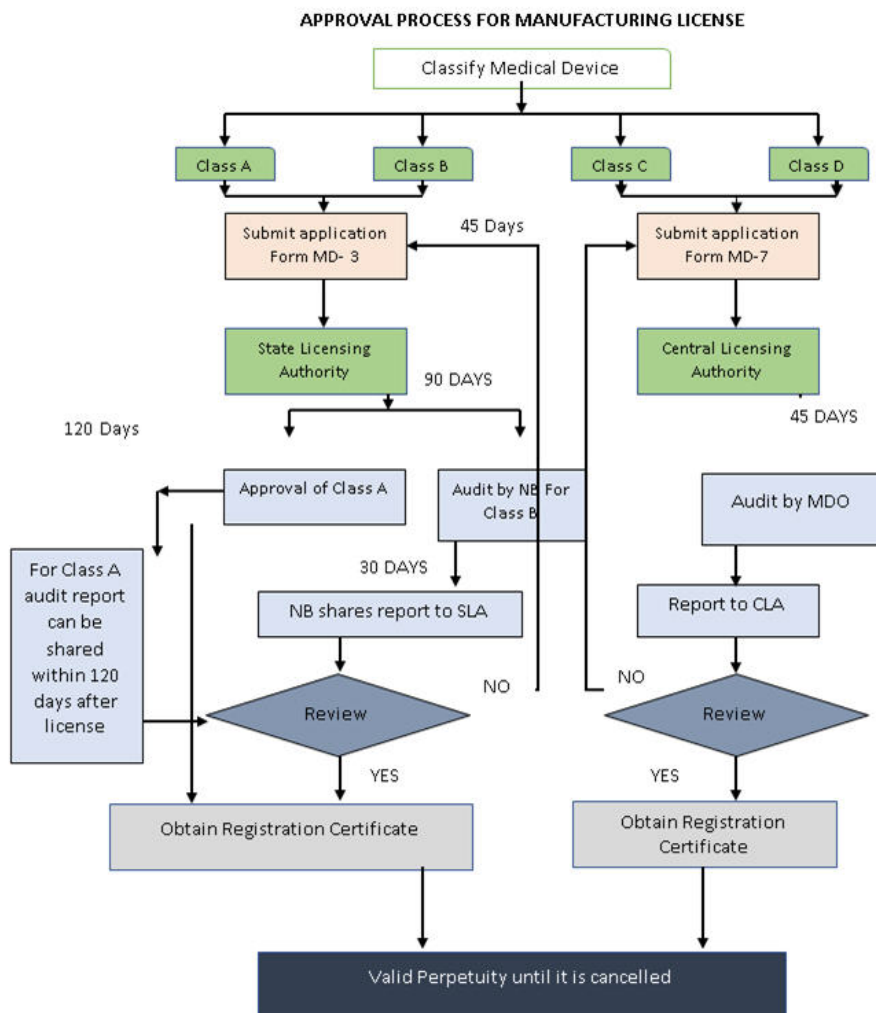 APPROVAL PROCESS FOR MANUFACTURING LICENSE
Classify Medical Device
Class A
Class B
Class C
Class D
Submit application
Form MD- 3
45 Days
Submit application
Form MD-7
State Licensing
Authority
Central Licensing
Authority
90 DAYS
45 DAYS
120 Days
Approval of Class A
Audit by NB For
Class B
Audit by MDO
For Class A
audit report
can be
shared
within 120
days after
license
30 DAYS
NB shares report to SLA
Report to CLA
NO
NO
Review
Review
YES
YES
Obtain Registration Certificate
Obtain Registration
Certificate
Valid Perpetuity until it is cancelled